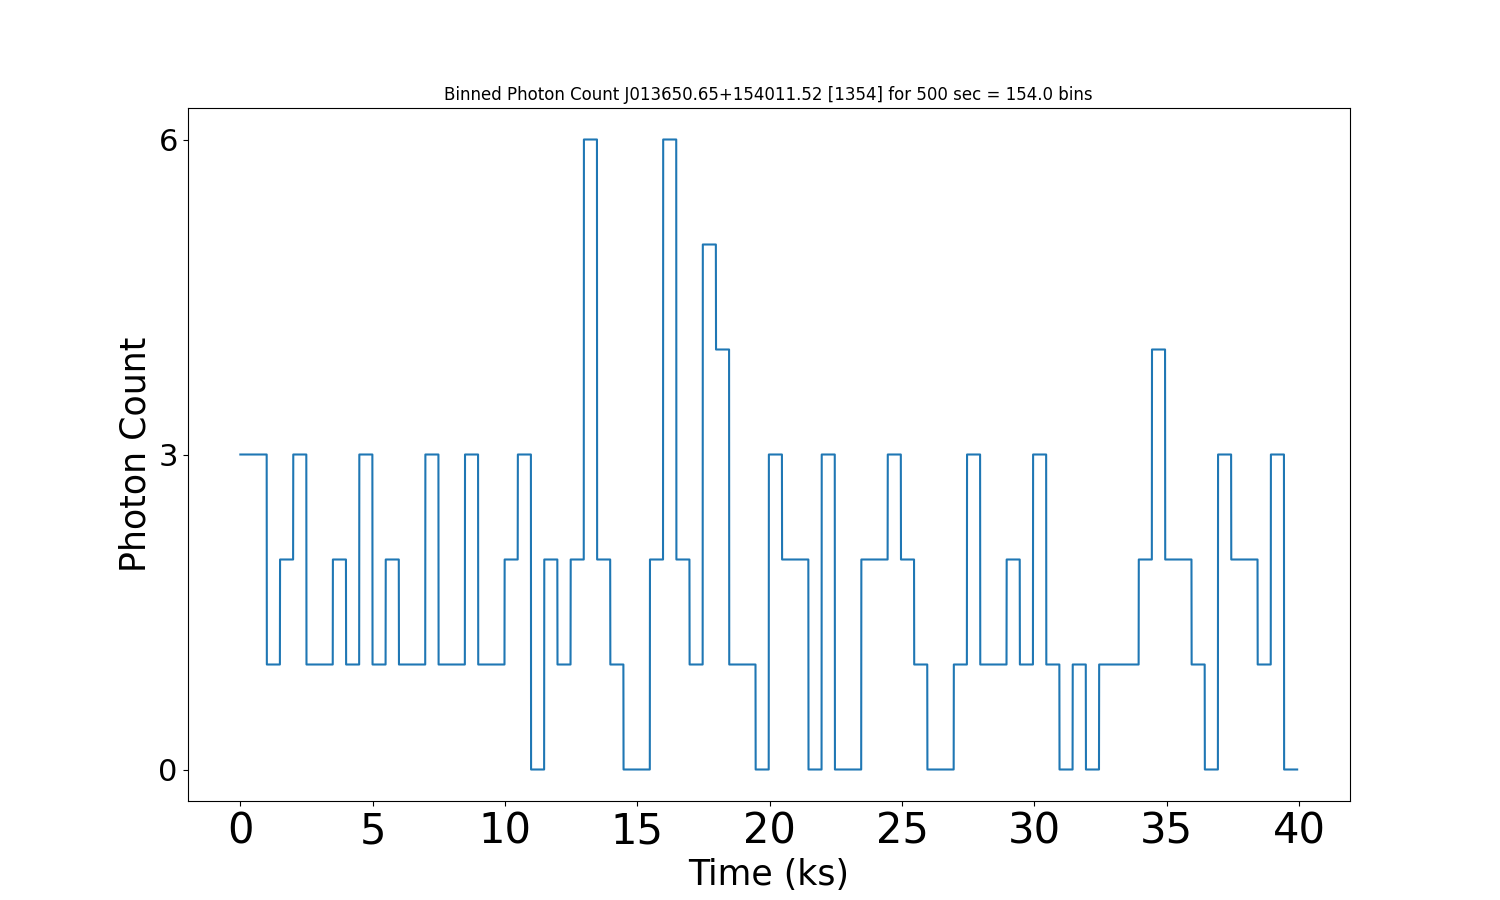 Binned Photon Count J013650.65+154011.52 [1354] for 500 sec = 154.0 bins
6
3
0
Photon Count
0 5 10 15 20 25 30 35 40
Time (ks)